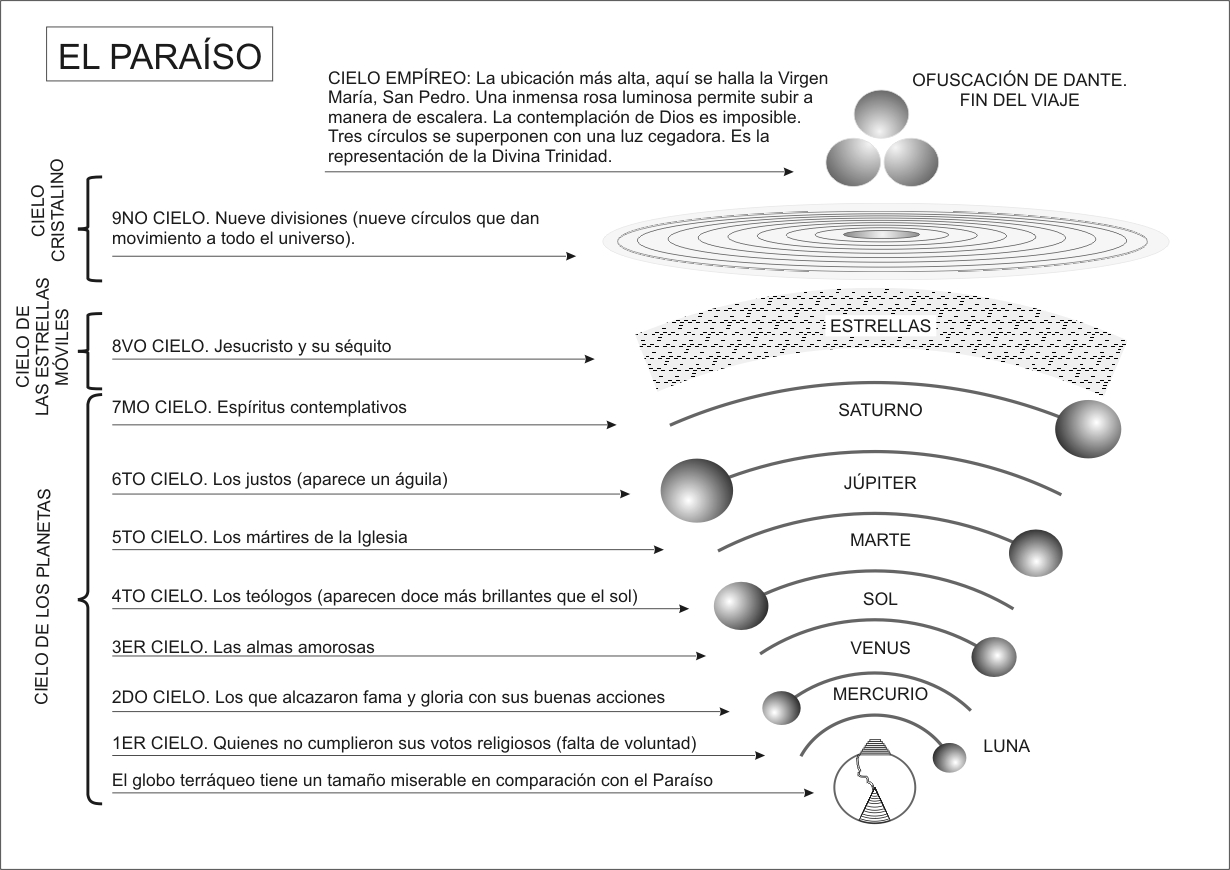 EL PARAÍSO
CIELO EMPÍREO: La ubicación más alta, aquí se halla la Virgen
María, San Pedro. Una inmensa rosa luminosa permite subir a
manera de escalera. La contemplación de Dios es imposible.
Tres círculos se superponen con una luz cegadora. Es la
representación de la Divina Trinidad.
OFUSCACIÓN DE DANTE.
FIN DEL VIAJE
CIELO
CRISTALINO
9NO CIELO. Nueve divisiones (nueve círculos que dan
movimiento a todo el universo).
CIELO DE
LAS ESTRELLAS
MÓVILES
8VO CIELO. Jesucristo y su séquito
ESTRELLAS
CIELO DE LOS PLANETAS
7MO CIELO. Espíritus contemplativos
SATURNO
6TO CIELO. Los justos (aparece un águila)
JÚPITER
5TO CIELO. Los mártires de la Iglesia
MARTE
4TO CIELO. Los teólogos (aparecen doce más brillantes que el sol)
SOL
3ER CIELO. Las almas amorosas
VENUS
2DO CIELO. Los que alcazaron fama y gloria con sus buenas acciones
MERCURIO
1ER CIELO. Quienes no cumplieron sus votos religiosos (falta de voluntad)
LUNA
El globo terráqueo tiene un tamaño miserable en comparación con el Paraíso